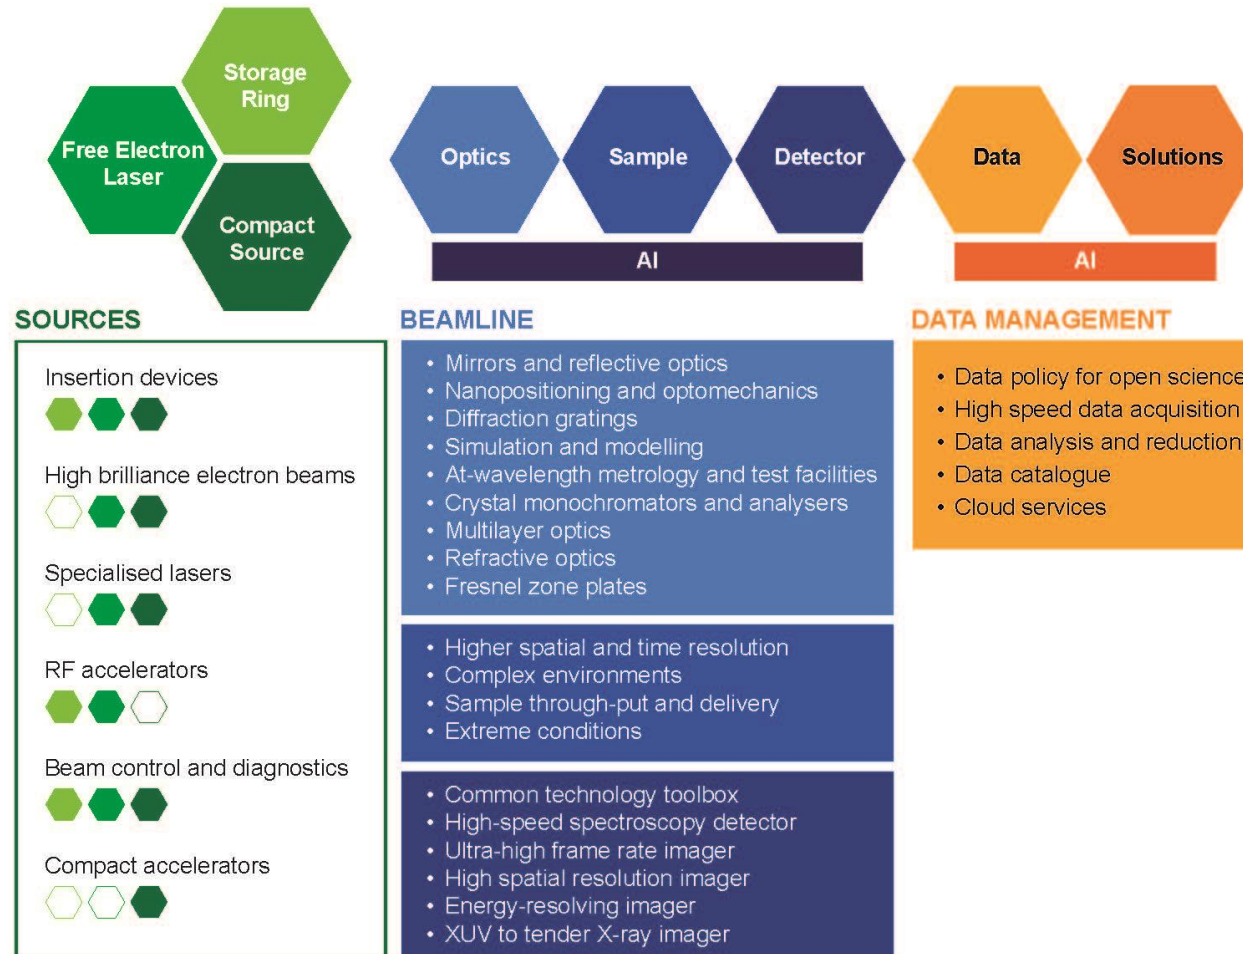 Storage
Ring
Free Electron
Laser
Compact
Source
Optics
Sample
Detector
Data
Solutions
AI
AI
SOURCES
Insertion devices
High brilliance electron beams
Specialised lasers
RF accelerators
Beam control and diagnostics
Compact accelerators
BEAMLINE
• Mirrors and reflective optics
• Nanopositioning and optomechanics
• Diffraction gratings
• Simulation and modelling
• At-wavelength metrology and test facilities
• Crystal monochromators and analysers
• Multilayer optics
• Refractive optics
• Fresnel zone plates
• Higher spatial and time resolution
• Complex environments
• Sample through-put and delivery
• Extreme conditions
• Common technology toolbox
• High-speed spectroscopy detector
• Ultra-high frame rate imager
• High spatial resolution imager
• Energy-resolving imager
• XUV to tender X-ray imager
DATA MANAGEMENT
• Data policy for open science
• High speed data acquisition
• Data analysis and reduction
• Data catalogue
• Cloud services